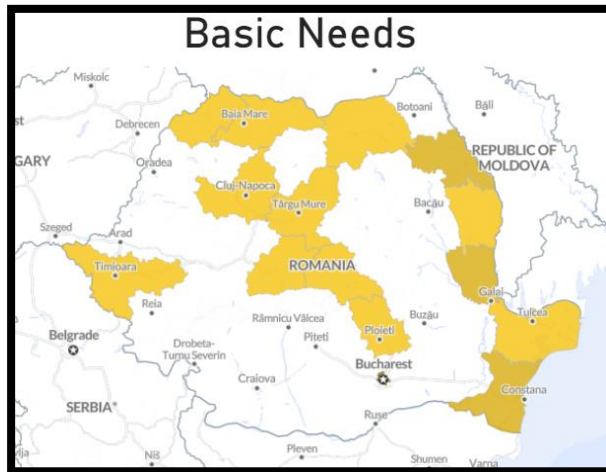 Basic Needs
Miskolc
Debrecen
Baia Mare
Botoani
Băli
REPUBLIC OF
MOLDOVA
GARY
Oradea
Cluj-Napoca
Târgu Mure
Bacău
Szeged
Arad
Timioara
ROMANIA
Galai
Tulcea
Reia
Râmnicu Vâlcea
Ploieti
Buzău
Belgrade
Drobeta-
Turnu Severin
Piteti
Bucharest
Craiova
Constana
SERBIA
Ruse
Niš
Pleven
Shumen
Varna